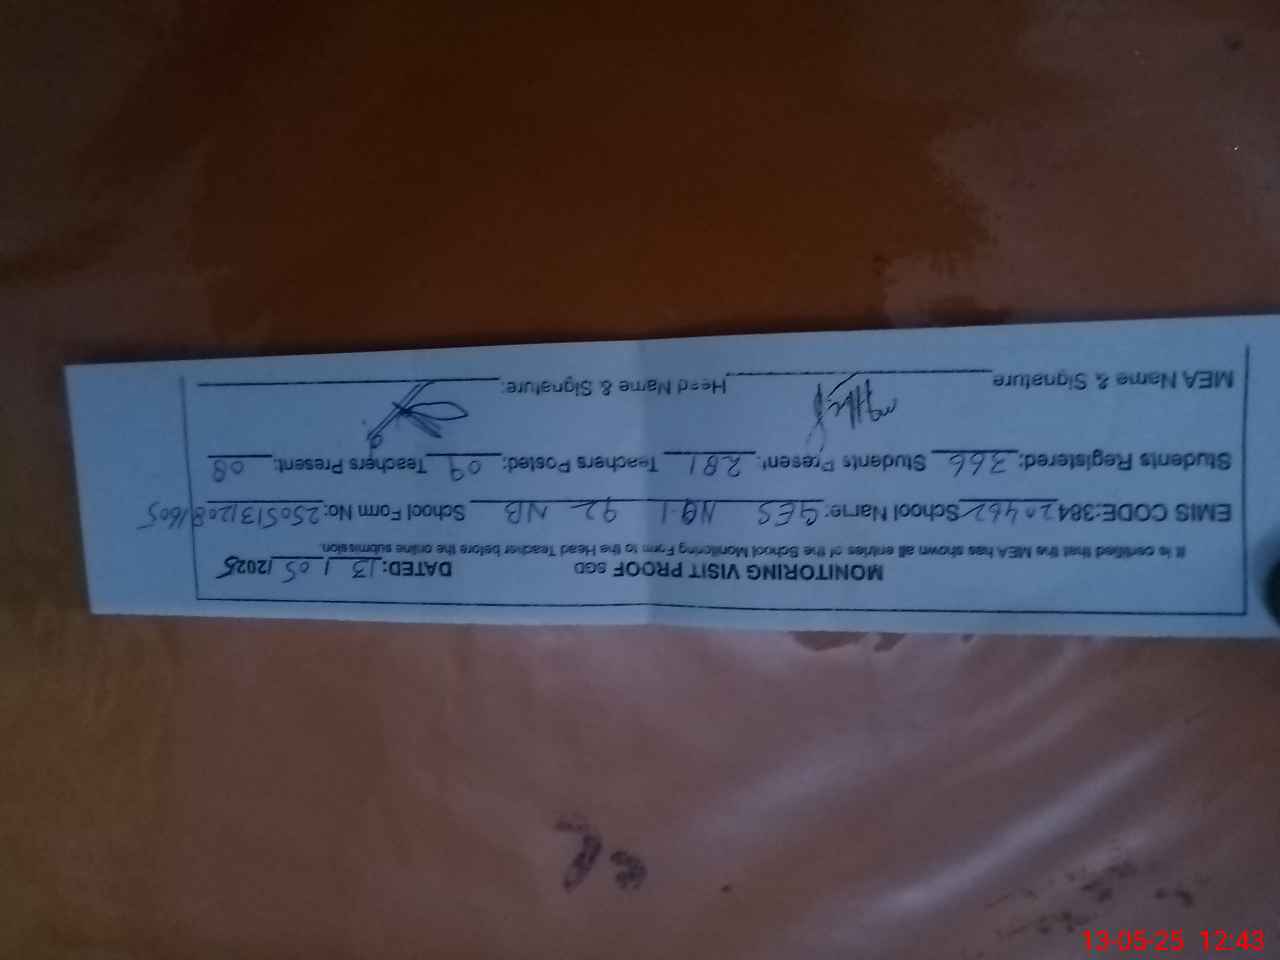 MONITORING VISIT PROOF SGD DATED: 13 / 05 /2025
It is certified that the MEA has shown all entries of the School Monitoring Form to the Head Teacher before the online submission.
EMIS CODE:38420462 School Name: GES NO.1 92 NB School Form No: 2505131208 1605
Students Registered: 366 Students Present: 281 Teachers Posted: 09 Teachers Present: 08
MEA Name & Signature Head Name & Signature:
13-05-25 12:43